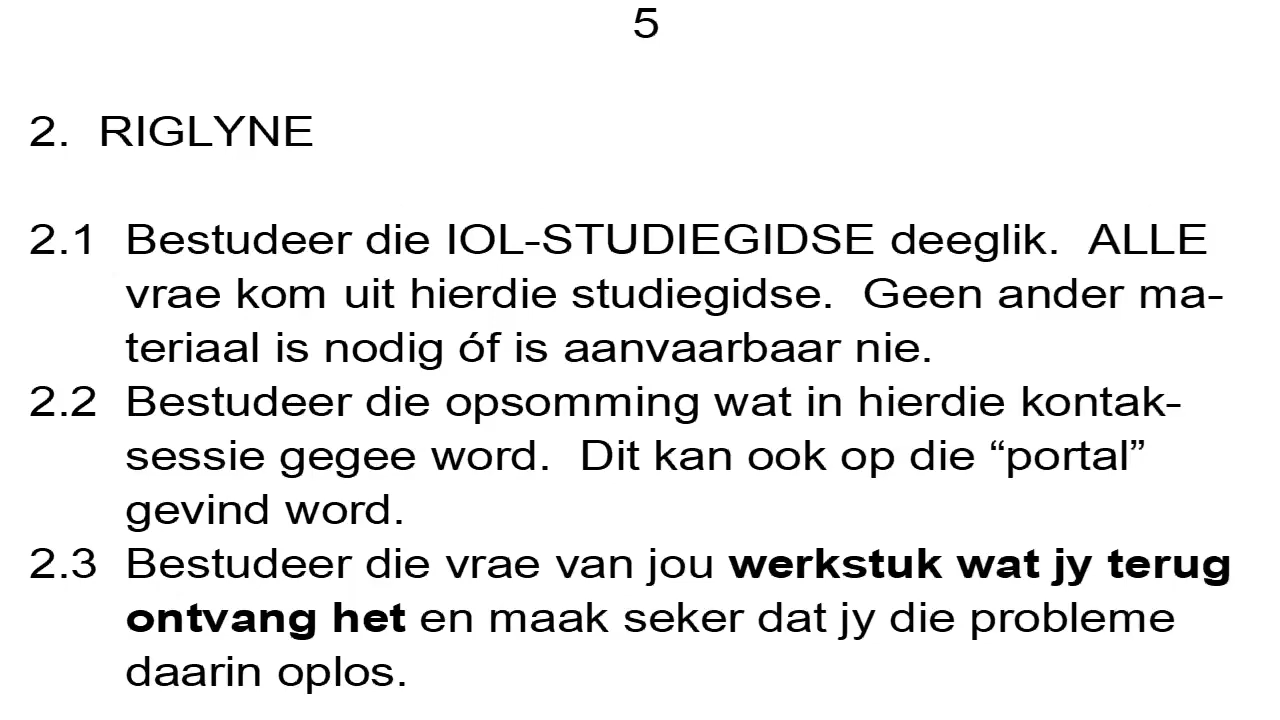 5
2. RIGLYNE
2.1 Bestudeer die IOL-STUDIEGIDSE deeglik. ALLE
vrae kom uit hierdie studiegidse. Geen ander ma-
teriaal is nodig óf is aanvaarbaar nie.
2.2 Bestudeer die opsomming wat in hierdie kontak-
sessie gegee word. Dit kan ook op die “portal”
gevind word.
2.3 Bestudeer die vrae van jou werkstuk wat jy terug
ontvang het en maak seker dat jy die probleme
daarin oplos.